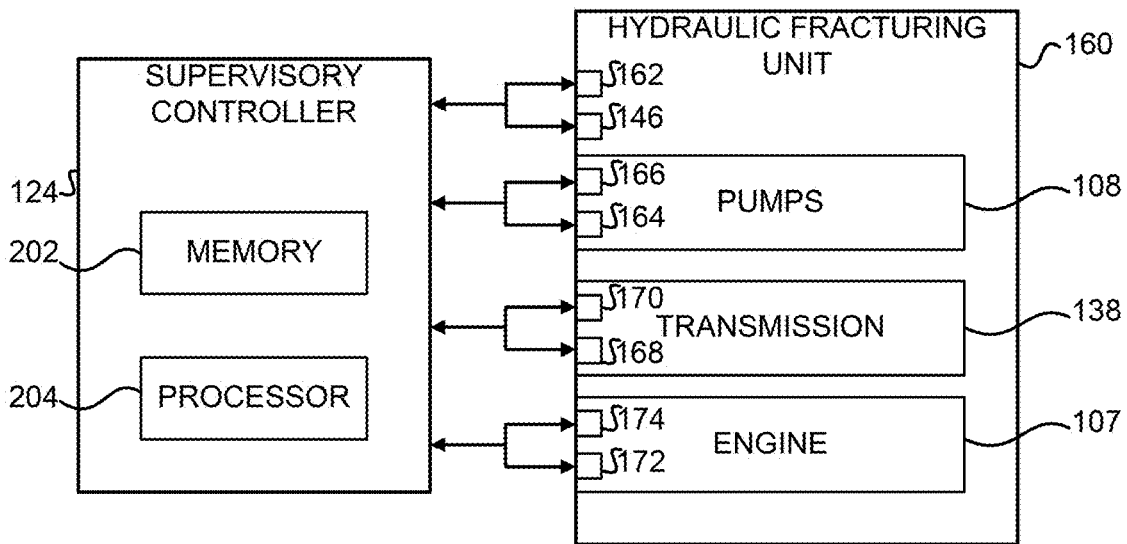 HYDRAULIC FRACTURING
UNIT
160
SUPERVISORY
CONTROLLER
162
146
124
166
PUMPS
108
164
202
MEMORY
170
TRANSMISSION
138
168
204
PROCESSOR
174
ENGINE
107
172